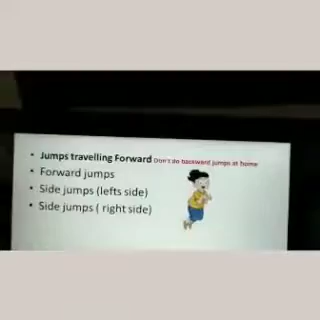 • Jumps travelling Forward Don't do backward jumps at home
• Forward jumps
• Side jumps (lefts side)
• Side jumps ( right side)